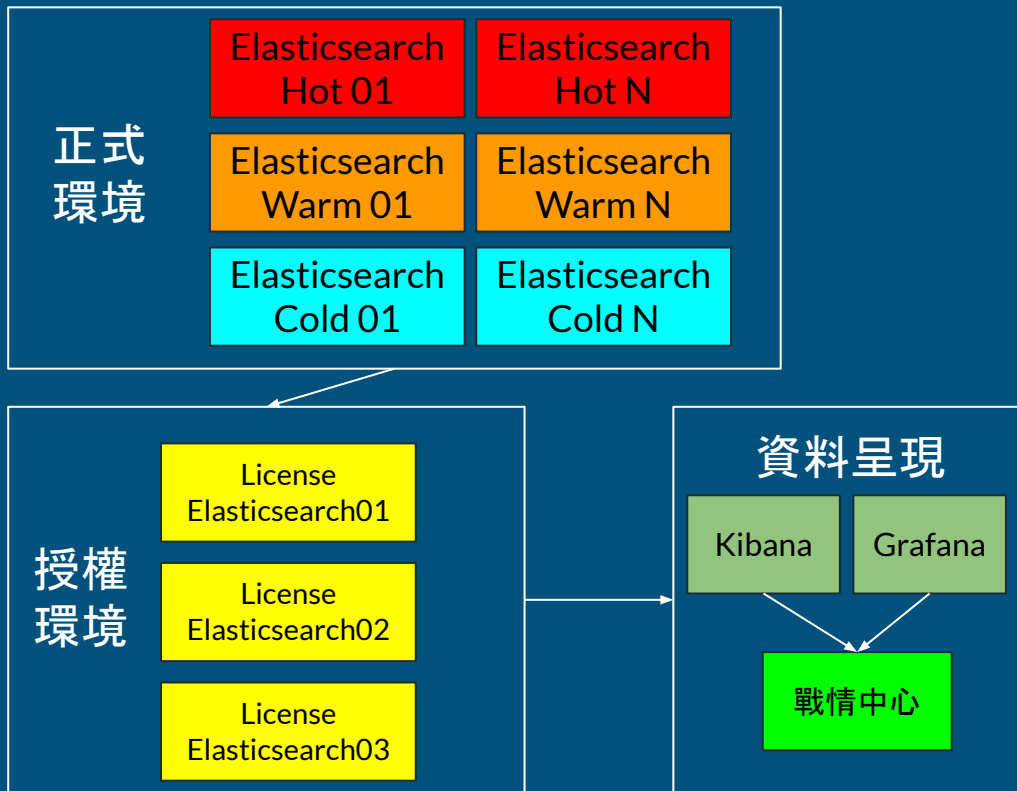 正式
環境
Elasticsearch
Hot 01
Elasticsearch
Hot N
Elasticsearch
Warm 01
Elasticsearch
Warm N
Elasticsearch
Cold 01
Elasticsearch
Cold N
授權
環境
License
Elasticsearch01
License
Elasticsearch02
License
Elasticsearch03
資料呈現
Kibana
Grafana
戰情中心